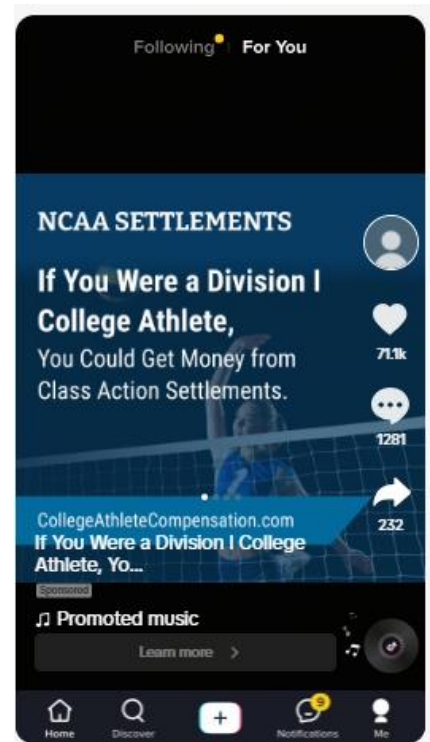 Following For You
NCAA SETTLEMENTS
If You Were a Division I
College Athlete,
You Could Get Money from
Class Action Settlements.
71.1k
1281
232
CollegeAthleteCompensation.com
If You Were a Division I College
Athlete, Yo...
Sponsored
Promoted music
Learn more
9
Home Discover Notifications Me